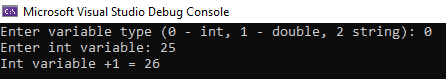 Microsoft Visual Studio Debug Console
Enter variable type (0 - int, 1 - double, 2 string): 0
Enter int variable: 25
Int variable +1 = 26